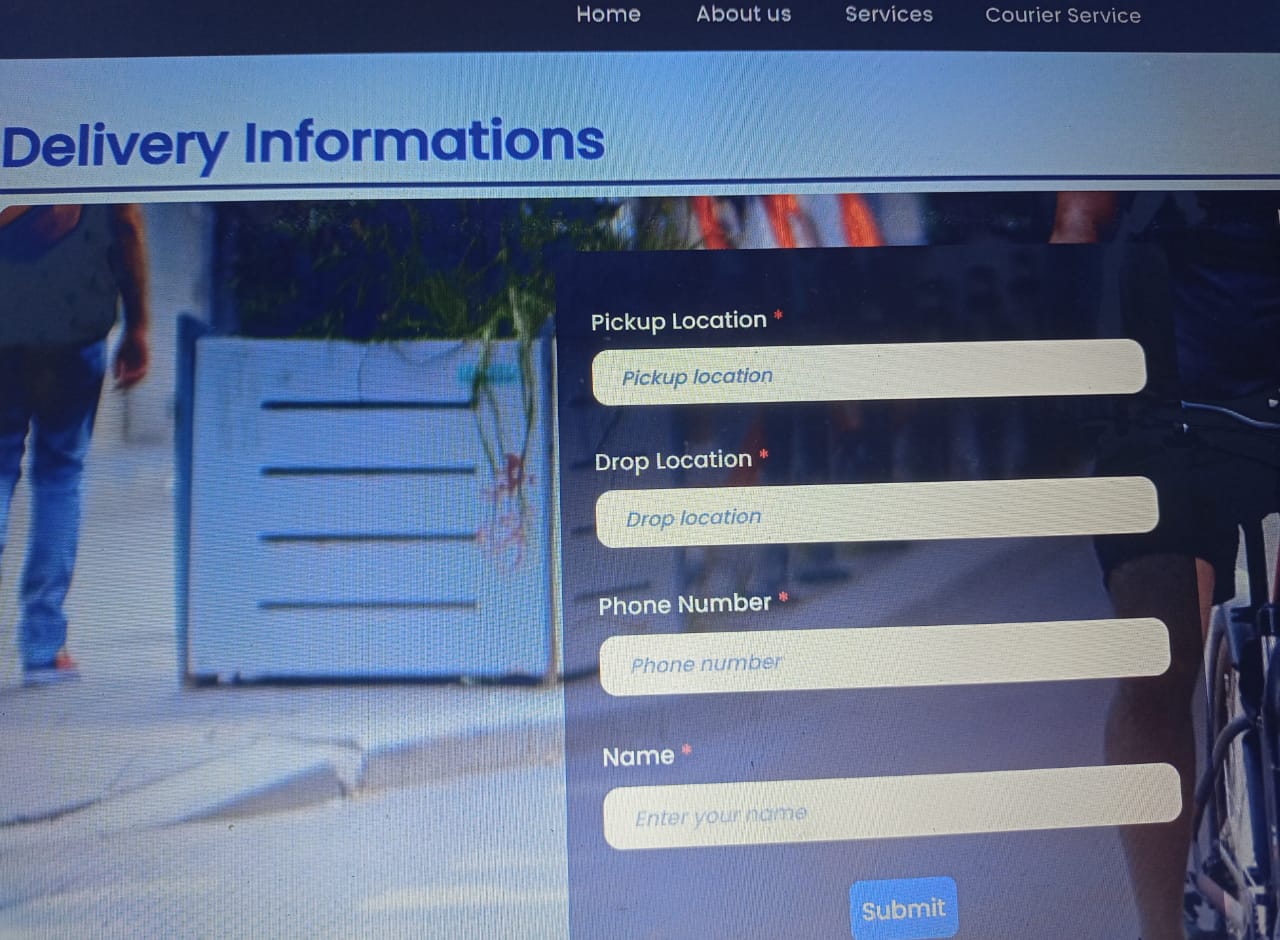 Home About us Services Courier Service
Delivery Informations
Pickup Location *
Pickup location
Drop Location *
Drop location
Phone Number *
Phone number
Name *
Enter your name
Submit